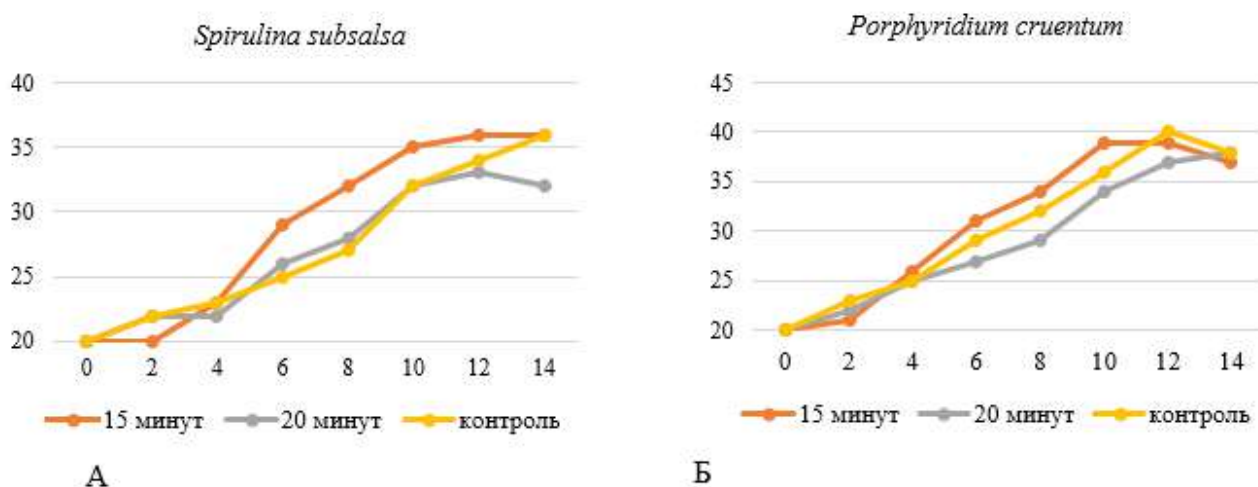 Spirulina subsalsa
40
35
30
25
20
0 2 4 6 8 10 12 14
15 минут 20 минут контроль
А
Porphyridium cruentum
45
40
35
30
25
20
0 2 4 6 8 10 12 14
15 минут 20 минут контроль
Б